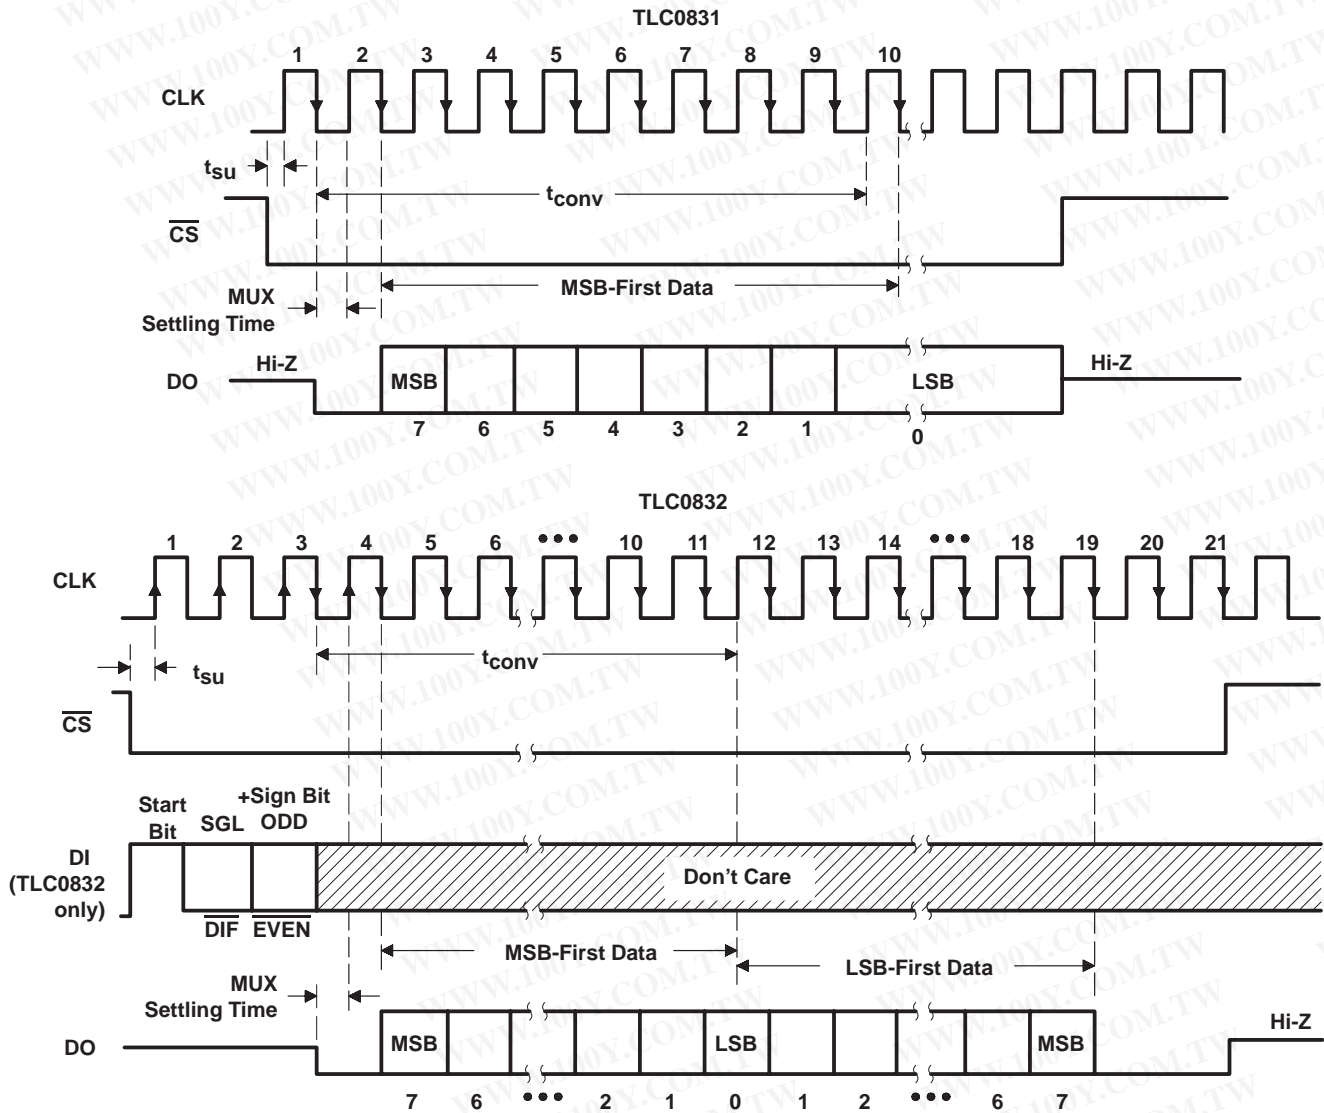 TLC0831
1 2 3 4 5 6 7 8 9 10
CLK
tsu
tconv
CS
MSB-First Data
MUX
Settling Time
Hi-Z
DO
MSB
LSB
Hi-Z
7 6 5 4 3 2 1 0
TLC0832
1 2 3 4 5 6 ••• 10 11 12 13 14 ••• 18 19 20 21
CLK
tsu
tconv
CS
Start
Bit
SGL
+Sign Bit
ODD
DI
(TLC0832
only)
Don't Care
DIF
EVEN
MSB-First Data
LSB-First Data
MUX
Settling Time
Hi-Z
DO
MSB
LSB
MSB
7 6 ••• 2 1 0 1 2 ••• 6 7
WWW.100Y.COM.TW